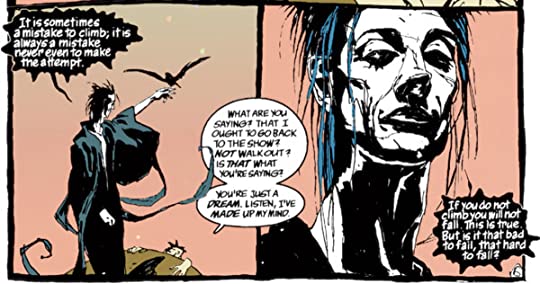 It is sometimes
a mistake to climb; it is
always a mistake
never even to make
the attempt.
WHAT ARE YOU
SAYING? THAT I
OUGHT TO GO BACK
TO THE SHOW?
NOT WALK OUT?
IS THAT WHAT
YOU'RE SAYING?
YOU'RE JUST A
DREAM. LISTEN, I'VE
MADE UP MY MIND.
If you do not
climb you will not
fall. This is true.
But is it that bad
to fail, that hard
to fall?